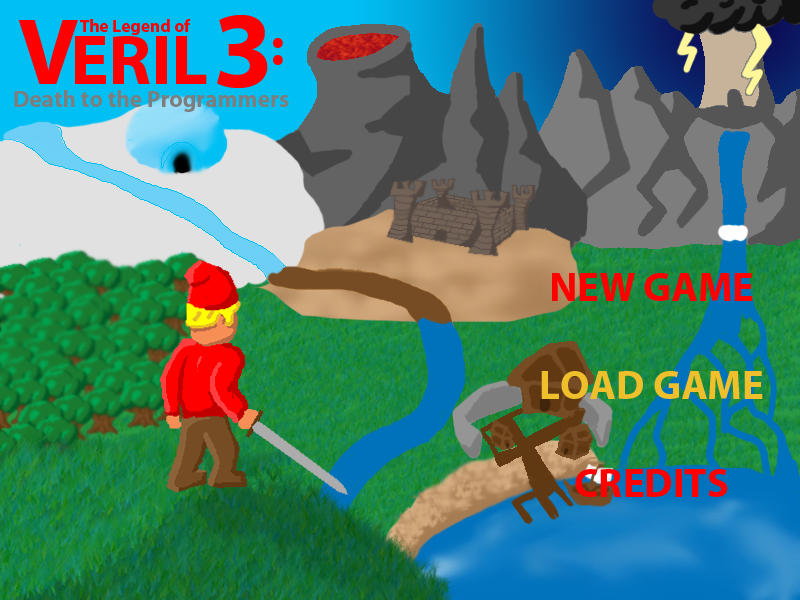 The Legend of
VERIL 3:
Death to the Programmers
NEW GAME
LOAD GAME
CREDITS